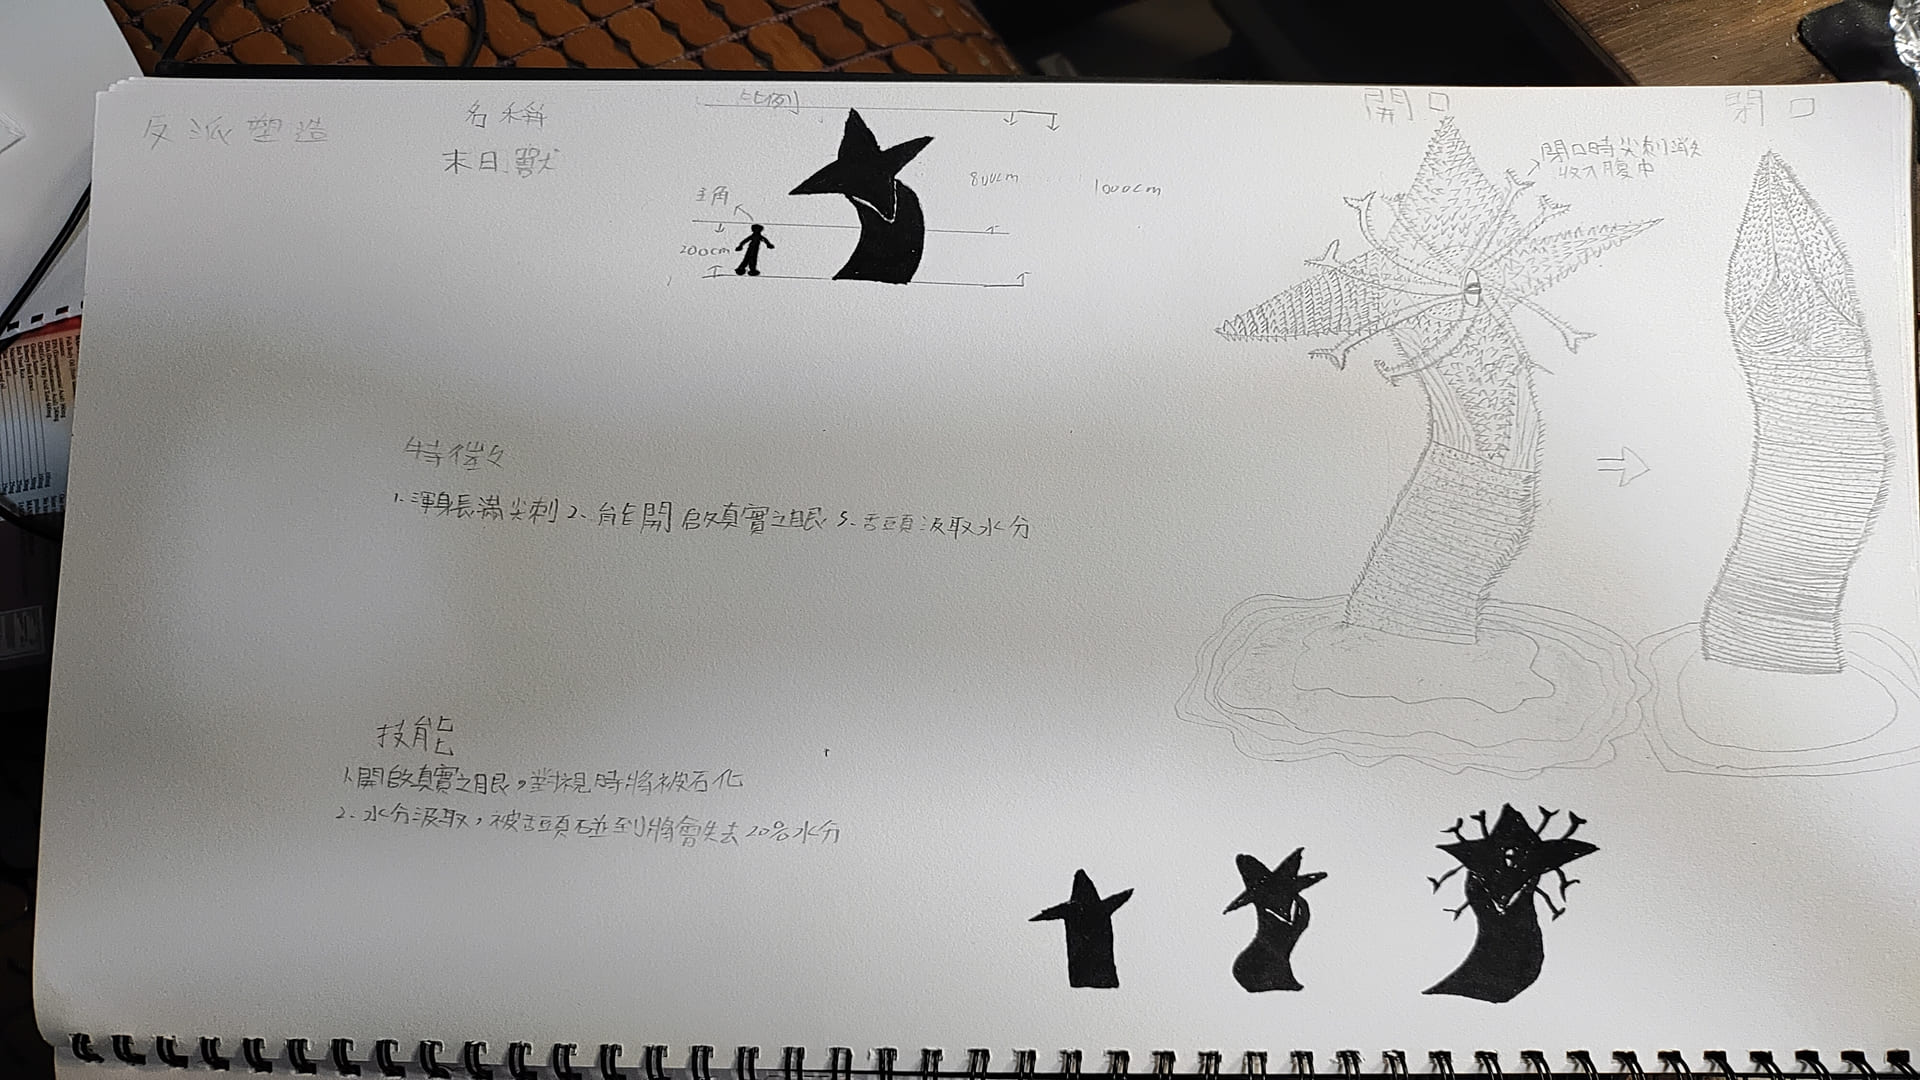 反派塑造
名稱
末日獸
比例
主角
200cm
800cm
1000cm
開口
閉口
閉口時尖刺與
收入腹中
特徵
1. 渾身長滿尖刺 2. 能開啟真實之眼 3. 舌頭汲取水分
技能
1. 開啟真實之眼，對視時將被石化
2. 水分汲取，被舌頭碰到將會失去20%水分